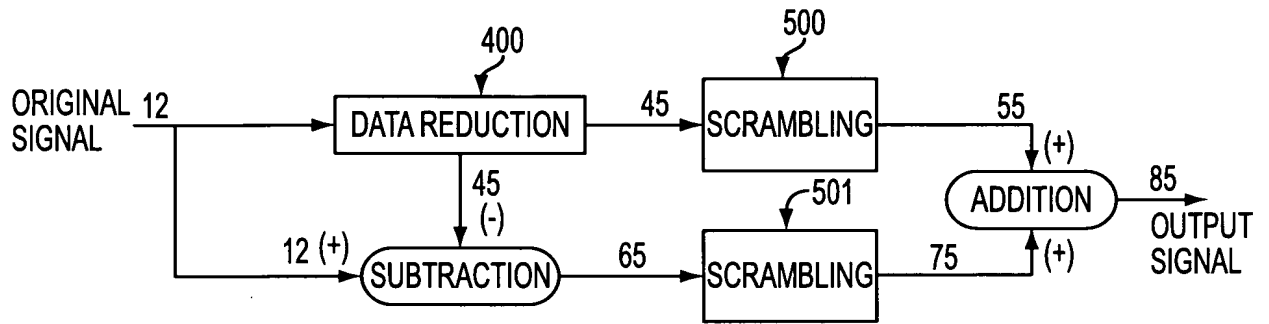 400
500
ORIGINAL
SIGNAL
12
DATA REDUCTION
45
SCRAMBLING
55
(+)
45
(-)
ADDITION
85
OUTPUT
SIGNAL
501
12 (+)
SUBTRACTION
65
SCRAMBLING
75
(+)